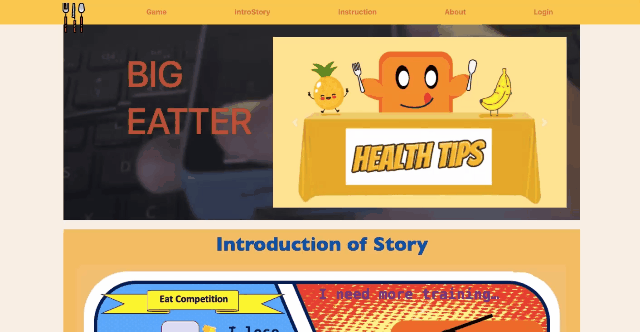 Game
introStory
Instruction
About
Login
BIG
EATTER
HEALTH TIPS
Introduction of Story
Eat Competition
I need more training…
I lose